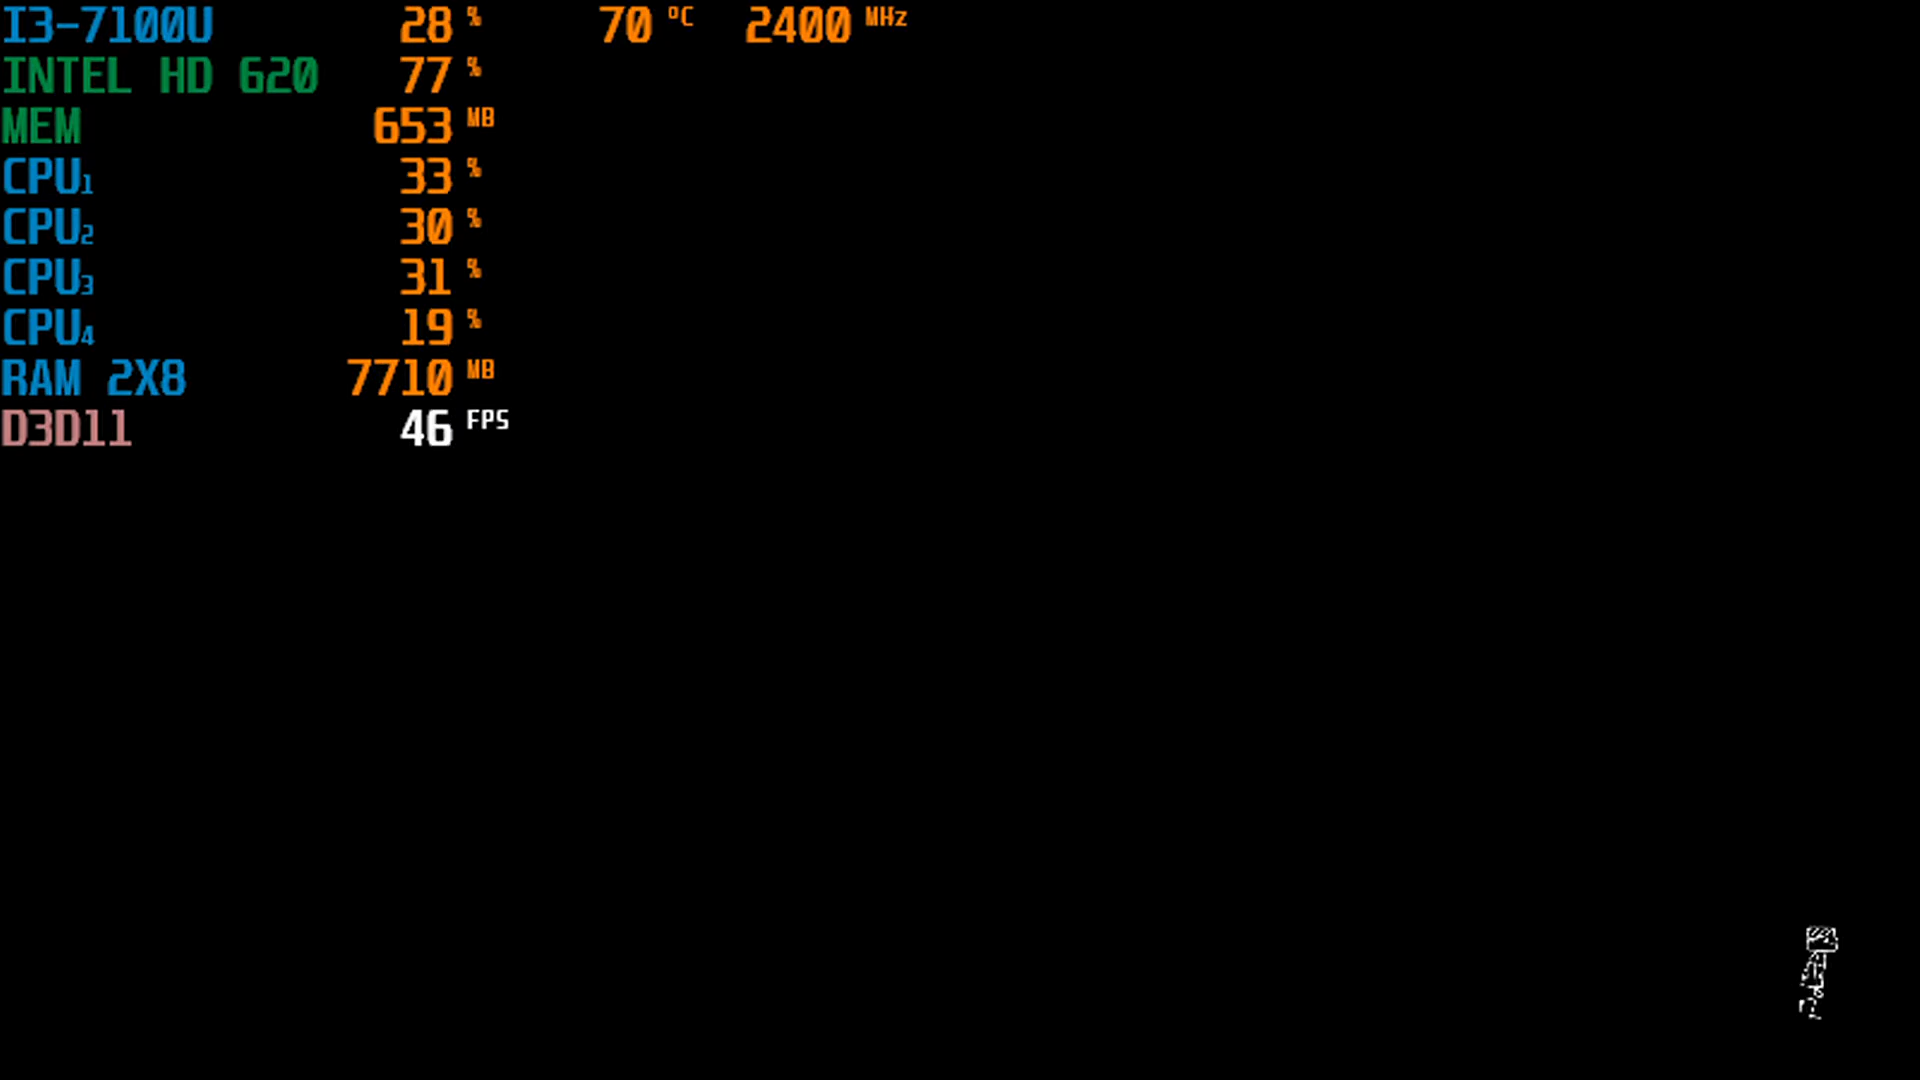 I3-7100U 28 % 70 °C 2400 MHz
INTEL HD 620 77 %
MEM 653 MB
CPU1 33 %
CPU2 30 %
CPU3 31 %
CPU4 19 %
RAM 2X8 7710 MB
D3D11 46 FPS